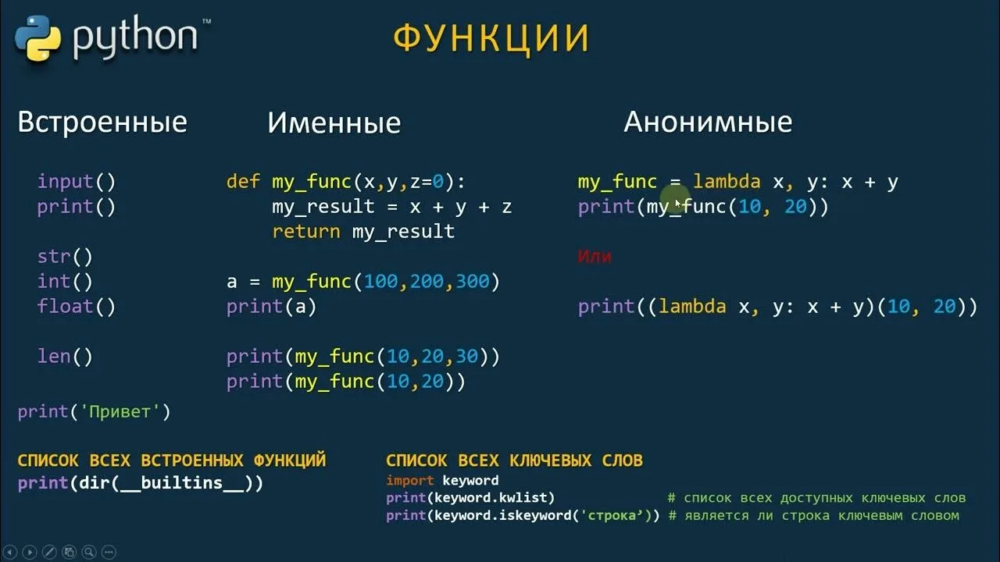 python™
ФУНКЦИИ
Встроенные
input()
print()
str()
int()
float()
len()
print('Привет')
Именные
def my_func(x,y,z=0):
my_result = x + y + z
return my_result
a = my_func(100,200,300)
print(a)
print(my_func(10,20,30))
print(my_func(10,20))
Анонимные
my_func = lambda x, y: x + y
print(my_func(10, 20))
Или
print((lambda x, y: x + y)(10, 20))
СПИСОК ВСЕХ ВСТРОЕННЫХ ФУНКЦИЙ
print(dir(__builtins__))
СПИСОК ВСЕХ КЛЮЧЕВЫХ СЛОВ
import keyword
print(keyword.kwlist) # список всех доступных ключевых слов
print(keyword.iskeyword('строка’)) # является ли строка ключевым словом